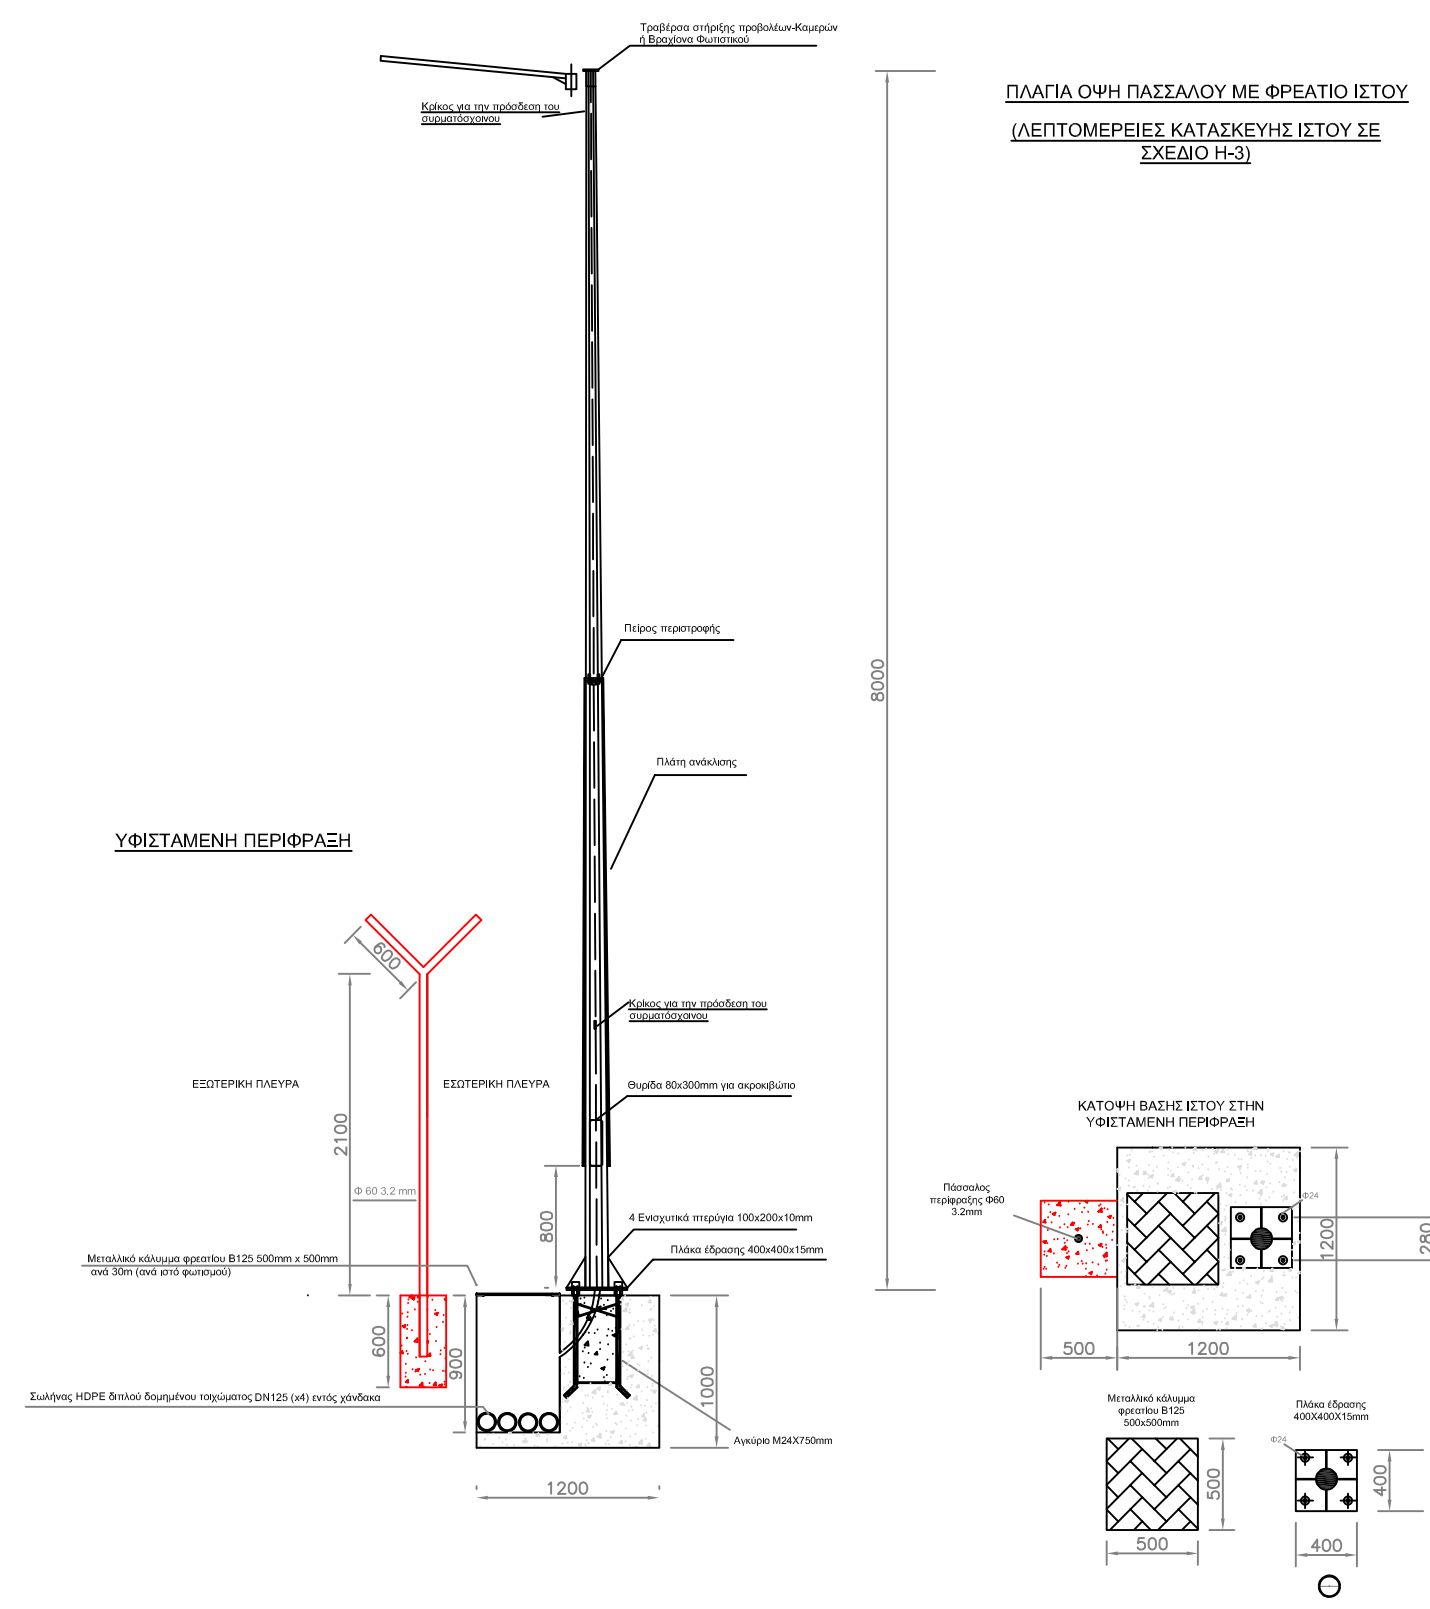 Τραβέρσα στήριξης προβολέων-Καμερών
ή Βραχίονα Φωτιστικού
Κρίκος για την πρόσδεση του
συρματόσχοινου
ΠΛΑΓΙΑ ΟΨΗ ΠΑΣΣΑΛΟΥ ΜΕ ΦΡΕΑΤΙΟ ΙΣΤΟΥ
(ΛΕΠΤΟΜΕΡΕΙΕΣ ΚΑΤΑΣΚΕΥΗΣ ΙΣΤΟΥ ΣΕ
ΣΧΕΔΙΟ Η-3)
Πείρος περιστροφής
8000
Πλάτη ανάκλισης
ΥΦΙΣΤΑΜΕΝΗ ΠΕΡΙΦΡΑΞΗ
600
Κρίκος για την πρόσδεση του
συρματόσχοινου
ΕΞΩΤΕΡΙΚΗ ΠΛΕΥΡΑ
ΕΣΩΤΕΡΙΚΗ ΠΛΕΥΡΑ
Θυρίδα 80x300mm για ακροκιβώτιο
2100
Φ 60 3.2 mm
800
4 Ενισχυτικά πτερύγια 100x200x10mm
Πλάκα έδρασης 400x400x15mm
Μεταλλικό κάλυμμα φρεατίου Β125 500mm x 500mm
ανά 30m (ανά ιστό φωτισμού)
600
900
1000
Σωλήνας HDPE διπλού δομημένου τοιχώματος DN125 (x4) εντός χάνδακα
Αγκύριο M24X750mm
1200
ΚΑΤΟΨΗ ΒΑΣΗΣ ΙΣΤΟΥ ΣΤΗΝ
ΥΦΙΣΤΑΜΕΝΗ ΠΕΡΙΦΡΑΞΗ
Πάσσαλος
περίφραξης Φ60
3.2mm
Φ24
1200
280
500
1200
Μεταλλικό κάλυμμα
φρεατίου Β125
500x500mm
500
500
Πλάκα έδρασης
400X400X15mm
Φ24
400
400